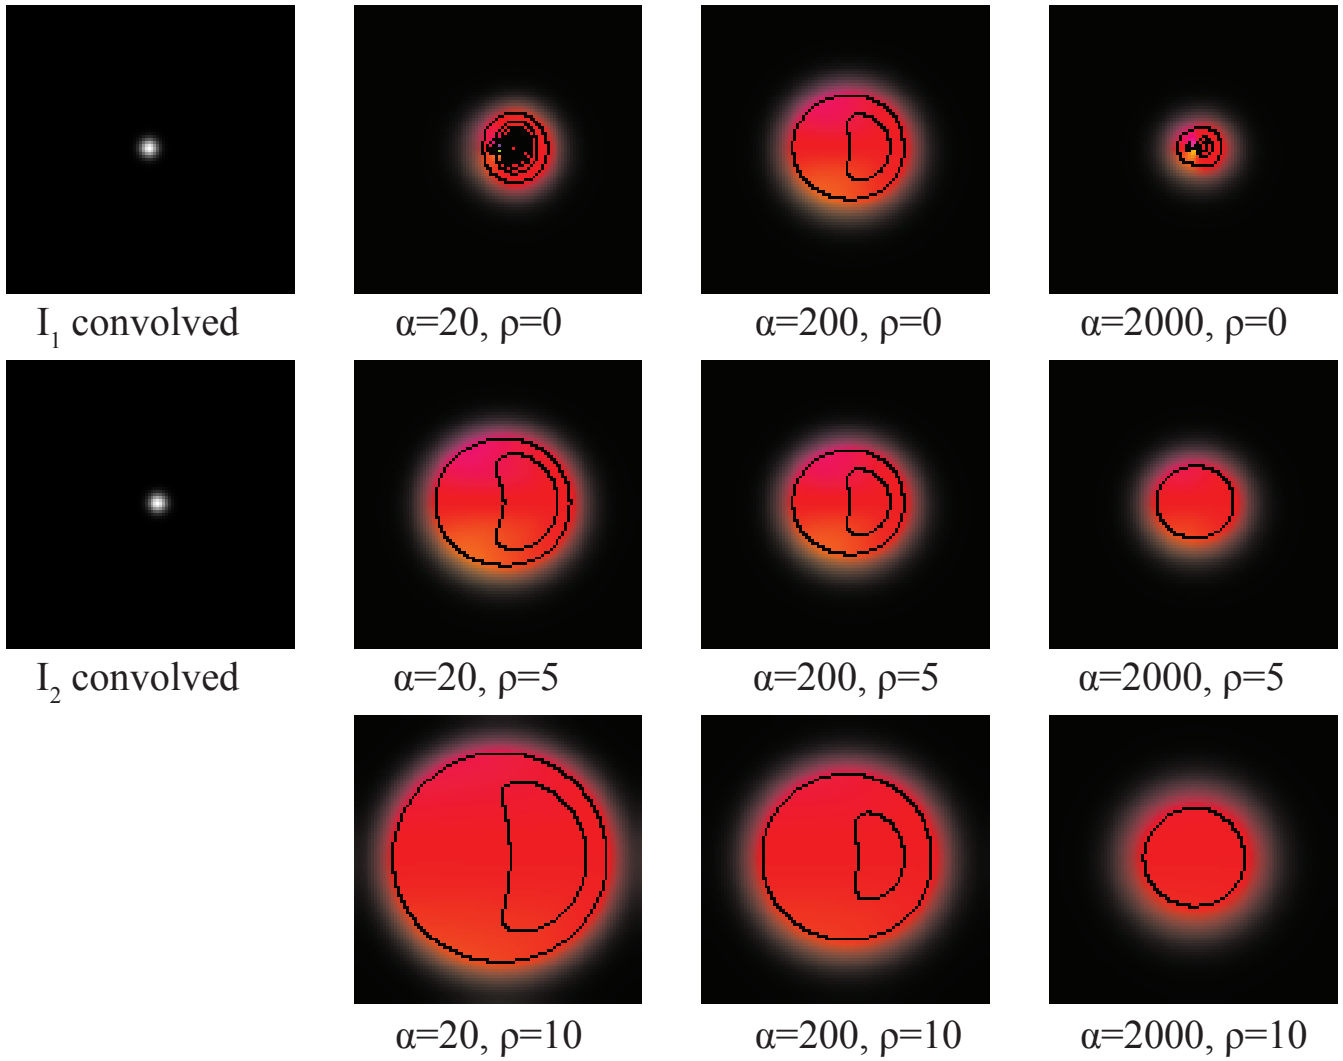 I₁ convolved α=20, ρ=0 α=200, ρ=0 α=2000, ρ=0
I₂ convolved α=20, ρ=5 α=200, ρ=5 α=2000, ρ=5
α=20, ρ=10 α=200, ρ=10 α=2000, ρ=10